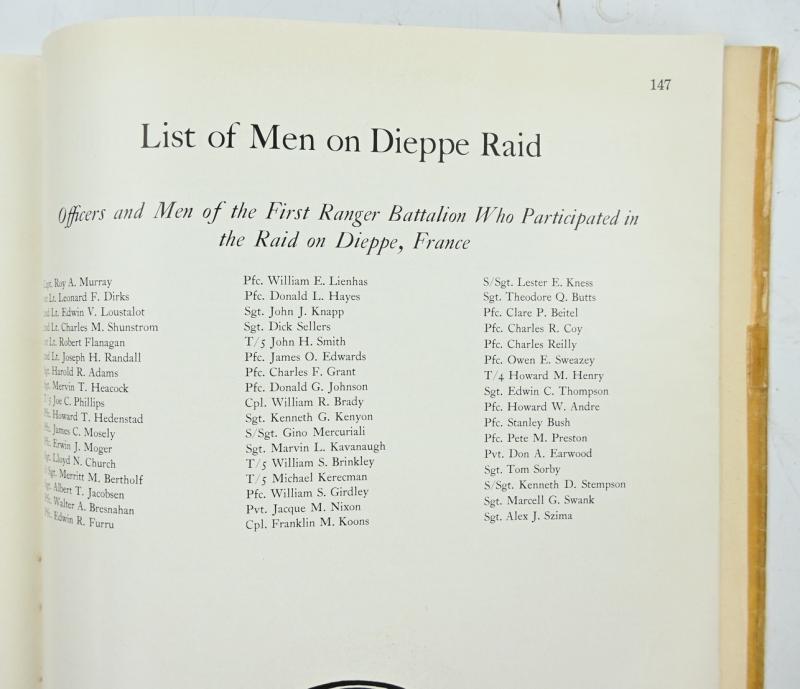 147
List of Men on Dieppe Raid
Officers and Men of the First Ranger Battalion Who Participated in
the Raid on Dieppe, France
Roy A. Murray
Lt. Leonard F. Dirks
Lt. Edwin V. Loustalot
Lt. Charles M. Shunstrom
Lt. Robert Flanagan
Lt. Joseph H. Randall
Harold R. Adams
Mervin T. Heacock
Joe C. Phillips
Howard T. Hedenstad
James C. Mosely
Erwin J. Moger
Lloyd N. Church
Sgt. Merritt M. Bertholf
Albert T. Jacobsen
Walter A. Bresnahan
Edwin R. Furru
Pfc. William E. Lienhas
Pfc. Donald L. Hayes
Sgt. John J. Knapp
Sgt. Dick Sellers
T/5 John H. Smith
Pfc. James O. Edwards
Pfc. Charles F. Grant
Pfc. Donald G. Johnson
Cpl. William R. Brady
Sgt. Kenneth G. Kenyon
S/Sgt. Gino Mercuriali
Sgt. Marvin L. Kavanaugh
T/5 William S. Brinkley
T/5 Michael Kerecman
Pfc. William S. Girdley
Pvt. Jacque M. Nixon
Cpl. Franklin M. Koons
S/Sgt. Lester E. Kness
Sgt. Theodore Q. Butts
Pfc. Clare P. Beitel
Pfc. Charles R. Coy
Pfc. Charles Reilly
Pfc. Owen E. Sweazey
T/4 Howard M. Henry
Sgt. Edwin C. Thompson
Pfc. Howard W. Andre
Pfc. Stanley Bush
Pfc. Pete M. Preston
Pvt. Don A. Earwood
Sgt. Tom Sorby
S/Sgt. Kenneth D. Stempson
Sgt. Marcell G. Swank
Sgt. Alex J. Szima